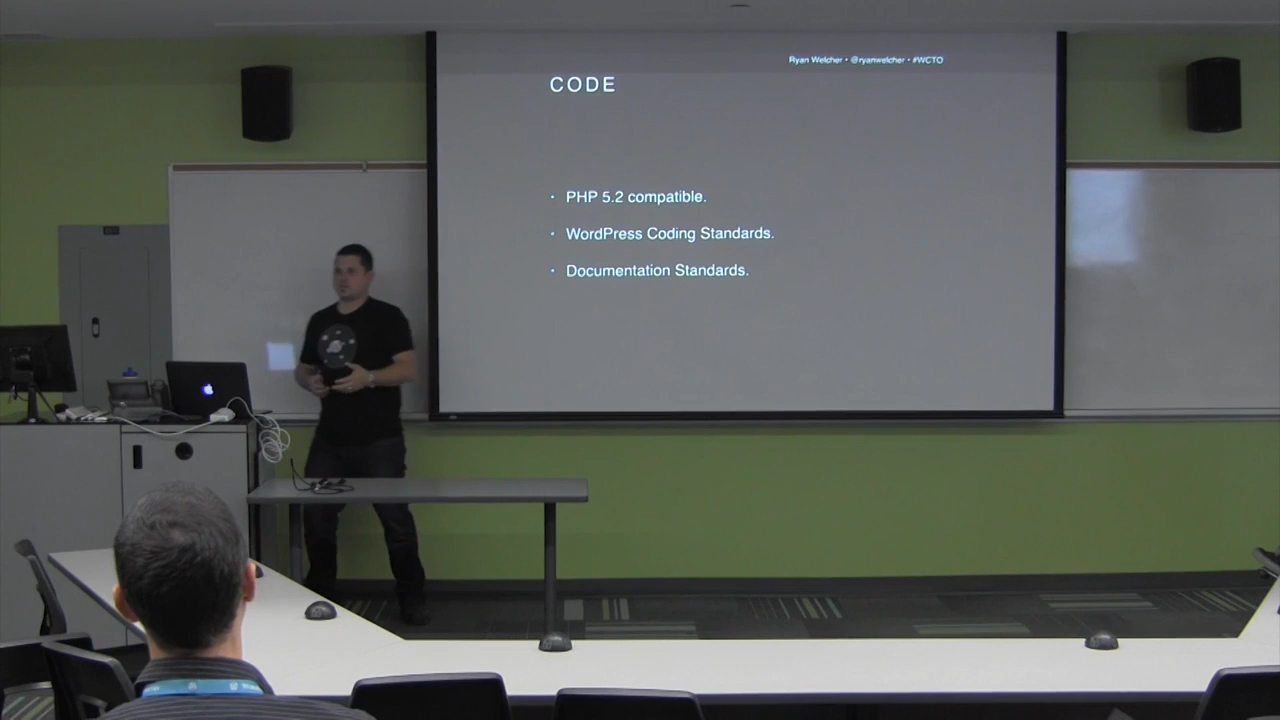 Ryan Welcher • @ryanwelcher • #WCTO
CODE
• PHP 5.2 compatible.
• WordPress Coding Standards.
• Documentation Standards.